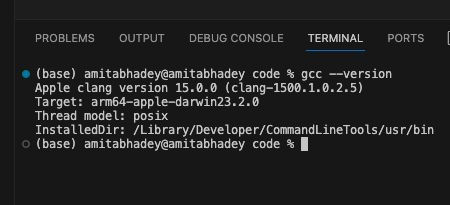 PROBLEMS OUTPUT DEBUG CONSOLE TERMINAL PORTS
(base) amitabhadey@amitabhadey code % gcc --version
Apple clang version 15.0.0 (clang-1500.1.0.2.5)
Target: arm64-apple-darwin23.2.0
Thread model: posix
InstalledDir: /Library/Developer/CommandLineTools/usr/bin
(base) amitabhadey@amitabhadey code %